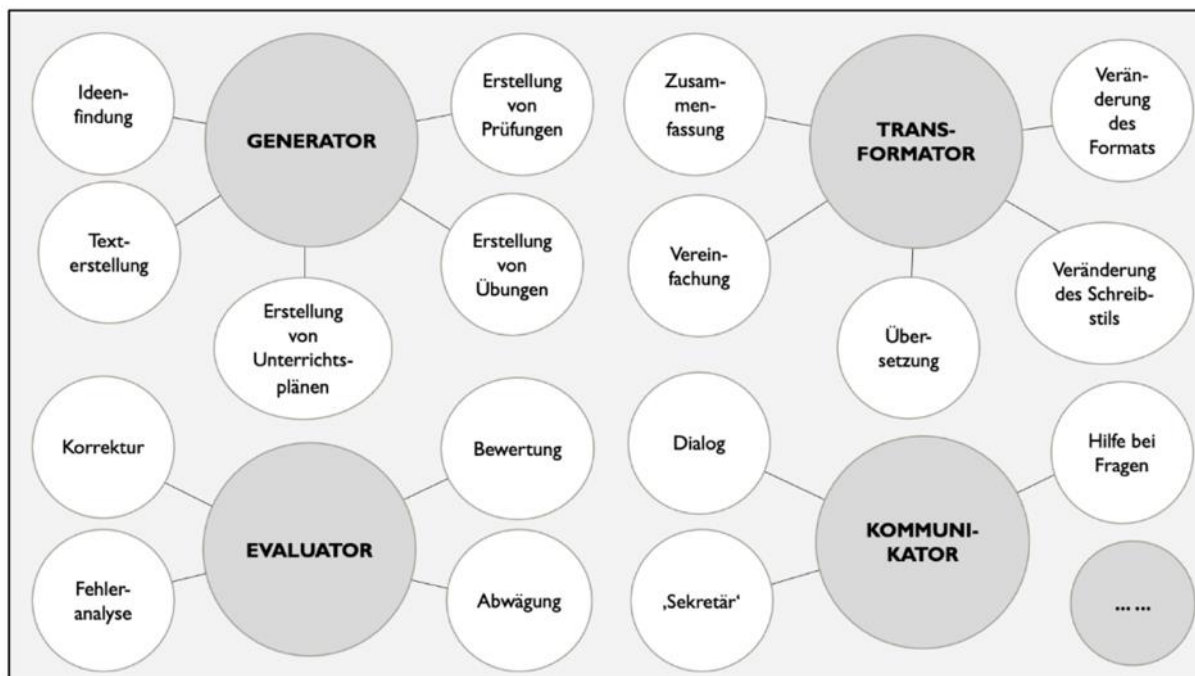 Ideen-
findung
GENERATOR
Erstellung
von
Prüfungen
Text-
erstellung
Erstellung
von
Übungen
Erstellung
von
Unterrichts-
plänen
Zusam-
men-
fassung
TRANS-
FORMATOR
Verän-
derung
des
Formats
Verein-
fachung
Veränderung
des Schreib-
stils
Über-
setzung
Korrektur
EVALUATOR
Bewertung
Fehler-
analyse
Abwägung
Dialog
KOMMUNI-
KATOR
Hilfe bei
Fragen
‚Sekretär‘
... ...